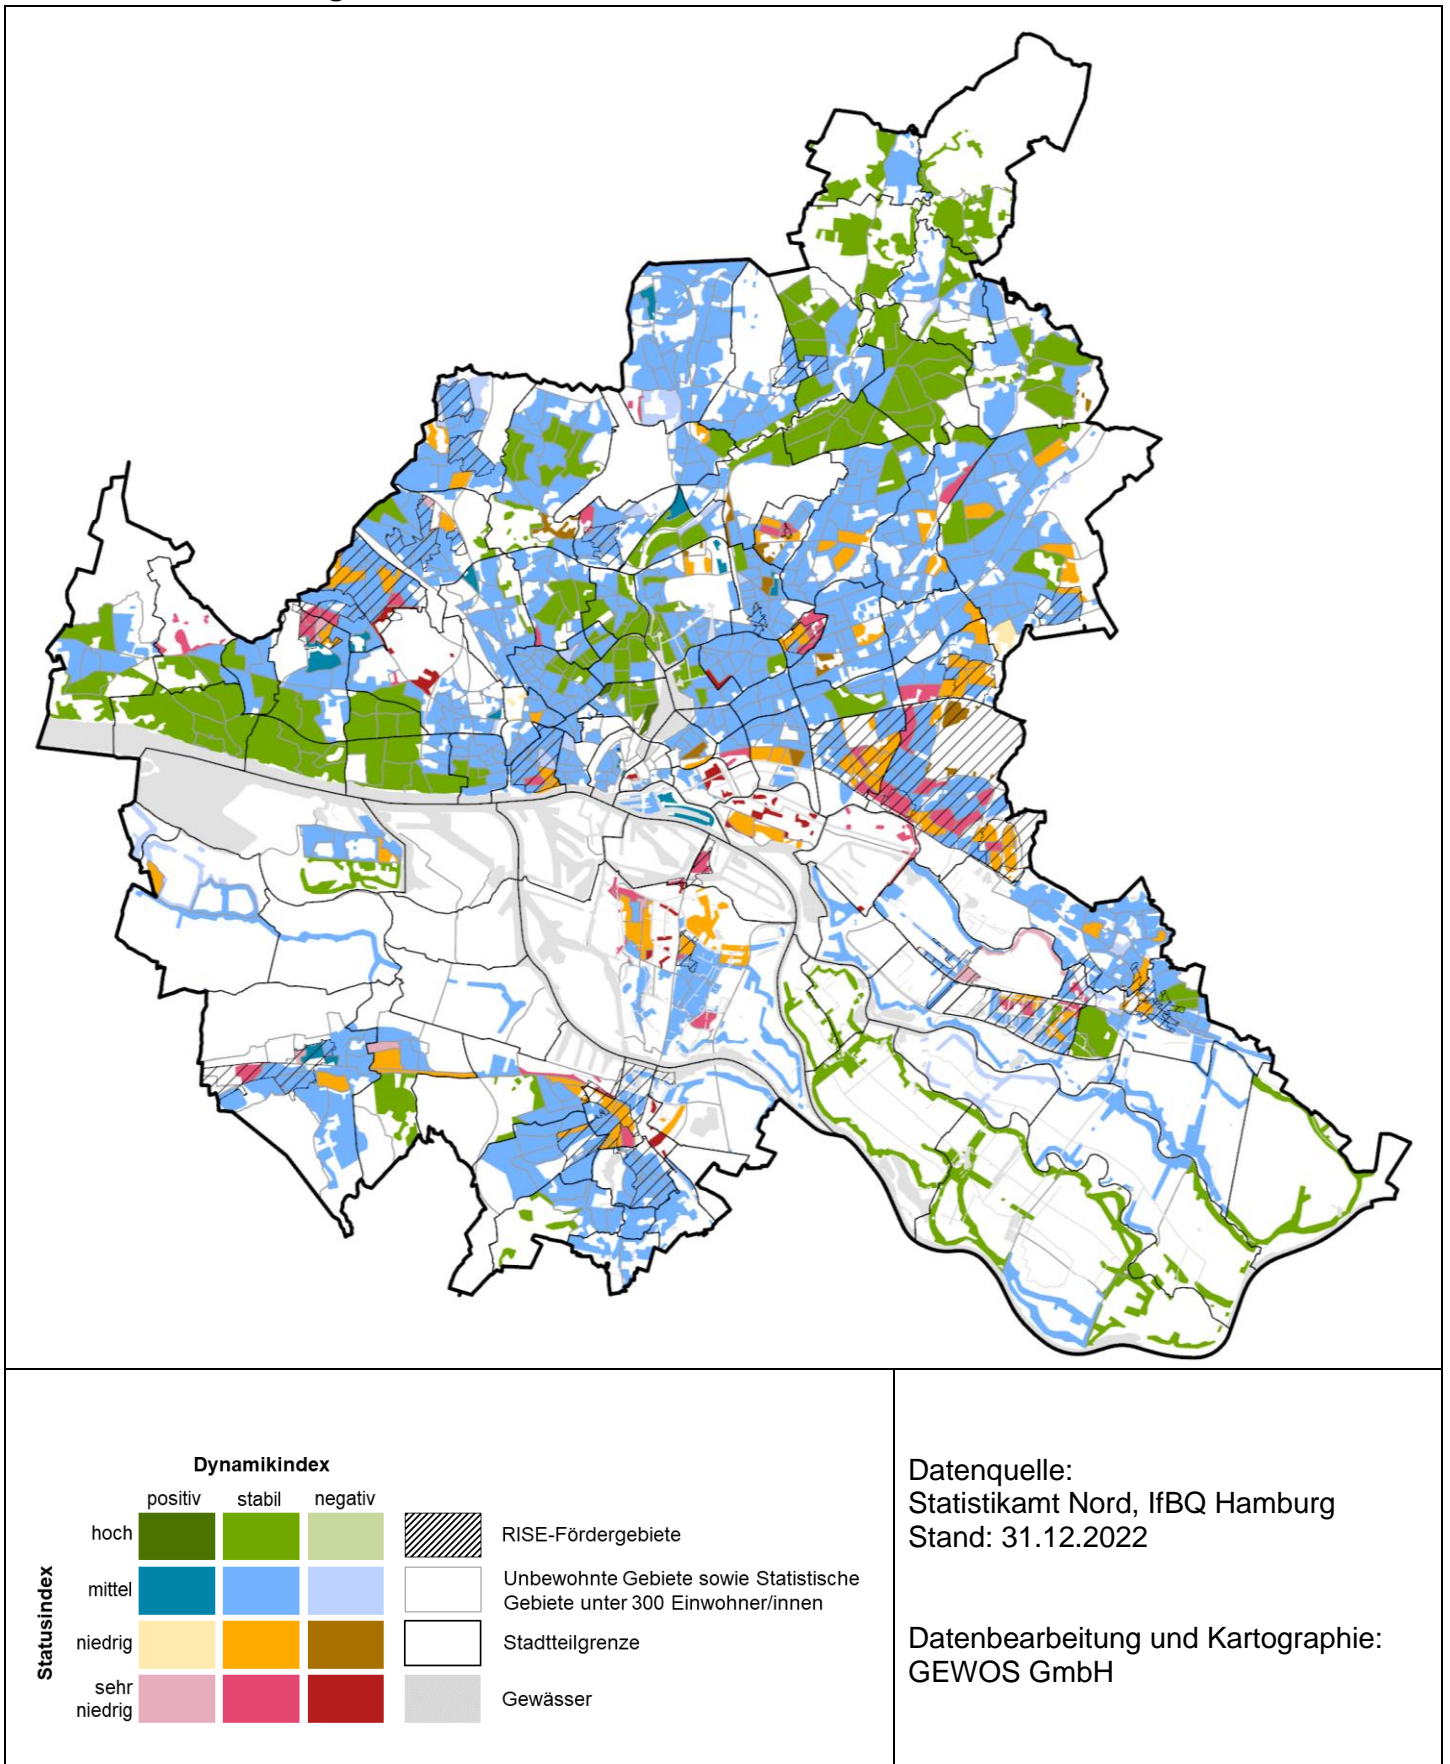 Dynamikindex
positiv stabil negativ
Statusindex
hoch
mittel
niedrig
sehr
niedrig
RISE-Fördergebiete
Unbewohnte Gebiete sowie Statistische
Gebiete unter 300 Einwohner/innen
Stadtteilgrenze
Gewässer
Datenquelle:
Statistikamt Nord, IfBQ Hamburg
Stand: 31.12.2022
Datenbearbeitung und Kartographie:
GEWOS GmbH